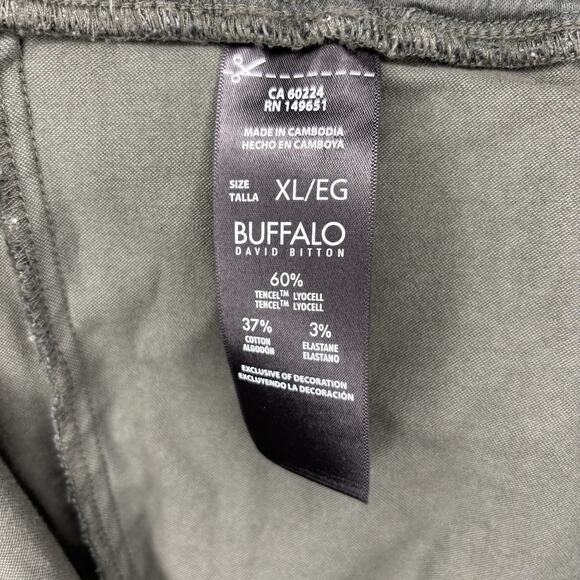 CA 60224
RN 149651
MADE IN CAMBODIA
HECHO EN CAMBOYA
SIZE
TALLA XL/EG
BUFFALO
DAVID BITTON
60%
TENCEL™ LYOCELL
TENCEL™ LYOCELL
37% 3%
COTTON ELASTANE
ALGODÓN ELASTANO
EXCLUSIVE OF DECORATION
EXCLUYENDO LA DECORACIÓN